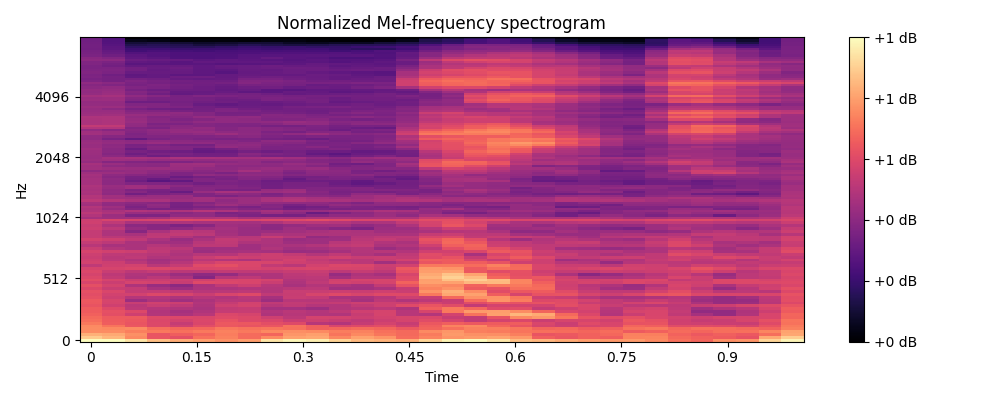 Normalized Mel-frequency spectrogram
Hz
4096
2048
1024
512
0
0 0.15 0.3 0.45 0.6 0.75 0.9
Time
+1 dB
+1 dB
+1 dB
+0 dB
+0 dB
+0 dB